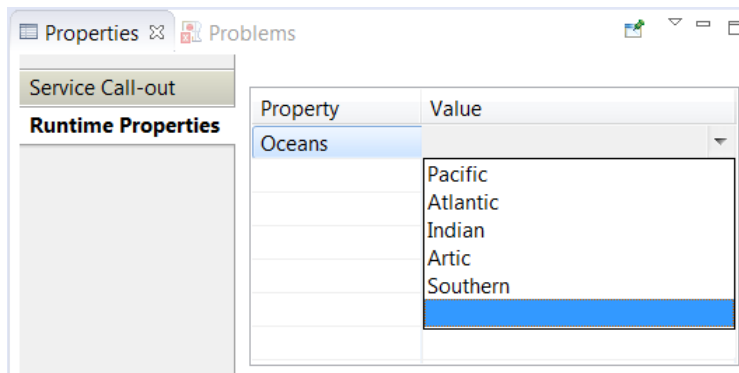 Properties Problems
Service Call-out
Runtime Properties
Property Value
Oceans
Pacific
Atlantic
Indian
Artic
Southern